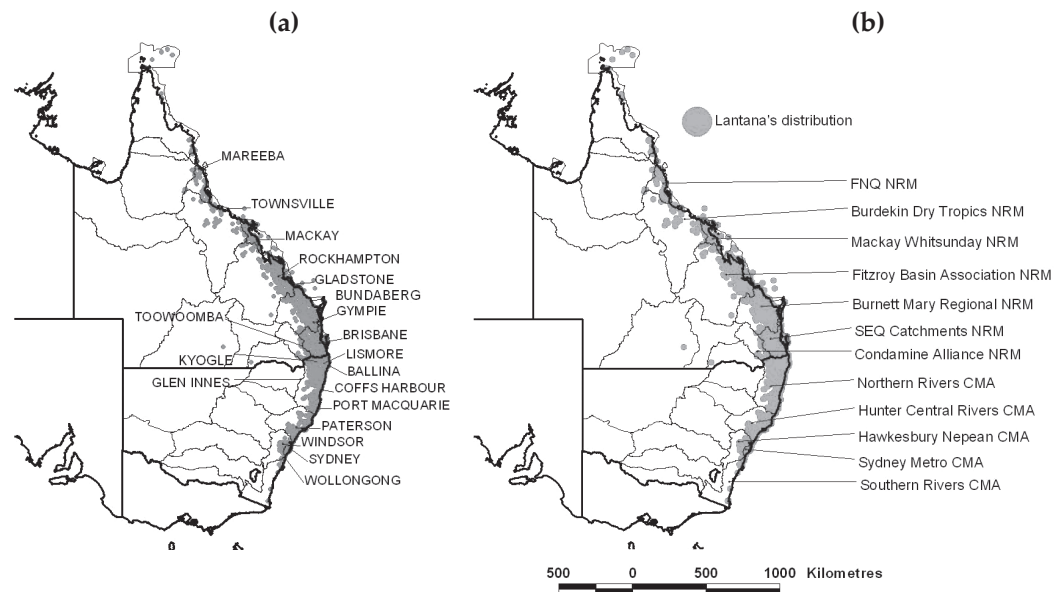 (a)
(b)
MAREEBA
TOWNSVILLE
MACKAY
ROCKHAMPTON
GLADSTONE
BUNDABERG
GYMPIE
TOOWOOMBA
BRISBANE
KYOGLE
LISMORE
BALLINA
GLEN INNES
COFFS HARBOUR
PORT MACQUARIE
PATERSON
WINDSOR
SYDNEY
WOLLONGONG
Lantana's distribution
FNQ NRM
Burdekin Dry Tropics NRM
Mackay Whitsunday NRM
Fitzroy Basin Association NRM
Burnett Mary Regional NRM
SEQ Catchments NRM
Condamine Alliance NRM
Northern Rivers CMA
Hunter Central Rivers CMA
Hawkesbury Nepean CMA
Sydney Metro CMA
Southern Rivers CMA
500 0 500 1000 Kilometres